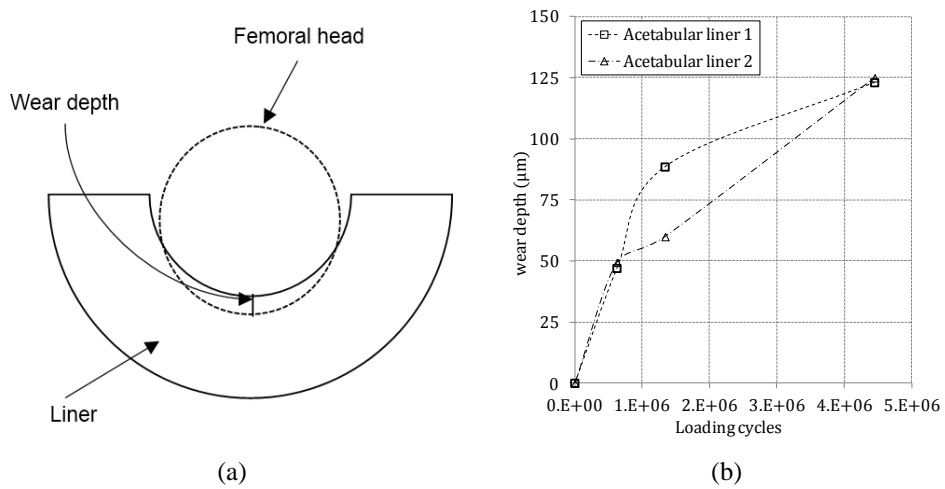 Femoral head
Wear depth
Liner
(a)
150
125
100
75
50
25
0
wear depth (µm)
Acetabular liner 1
Acetabular liner 2
0.E+00 1.E+06 2.E+06 3.E+06 4.E+06 5.E+06
Loading cycles
(b)